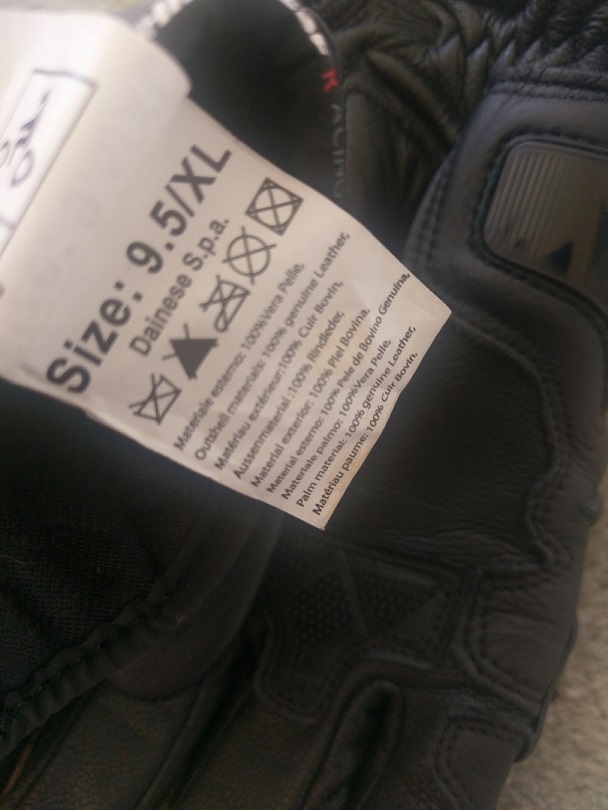 Size: 9.5/XL
Dainese S.p.a.
Materiale esterno: 100%Vera Pelle,
Outshell materials: 100% genuine Leather,
Matériau extérieur:100% Cuir Bovin,
Aussenmaterial :100% Rindleder,
Material exterior: 100% Piel Bovina,
Material esterno: 100% Pele de Bovino Genuina,
Materiale palmo: 100%Vera Pelle,
Palm material: 100% genuine Leather,
Matériau paume: 100% Cuir Bovin,